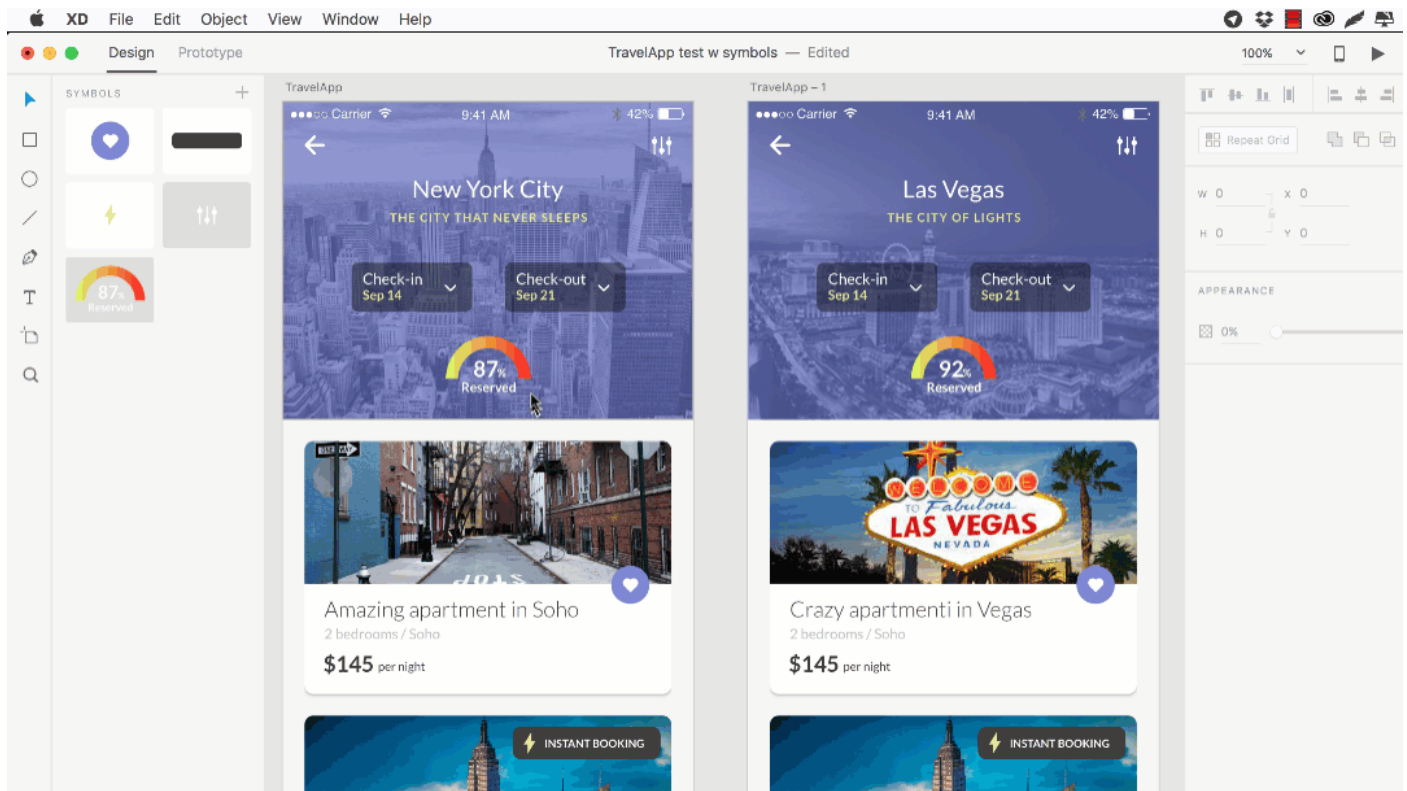 XD File Edit Object View Window Help
Design Prototype
TravelApp test w symbols — Edited
100%
SYMBOLS
87%
Reserved
TravelApp
Carrier 9:41 AM 42%
New York City
THE CITY THAT NEVER SLEEPS
Check-in
Sep 14
Check-out
Sep 21
87%
Reserved
ONE WAY
Amazing apartment in Soho
2 bedrooms / Soho
$145 per night
INSTANT BOOKING
TravelApp – 1
Carrier 9:41 AM 42%
Las Vegas
THE CITY OF LIGHTS
Check-in
Sep 14
Check-out
Sep 21
92%
Reserved
WELCOME
TO Fabulous
LAS VEGAS
NEVADA
Crazy apartmenti in Vegas
2 bedrooms / Soho
$145 per night
INSTANT BOOKING
Repeat Grid
W 0 X 0
H 0 Y 0
APPEARANCE
0%